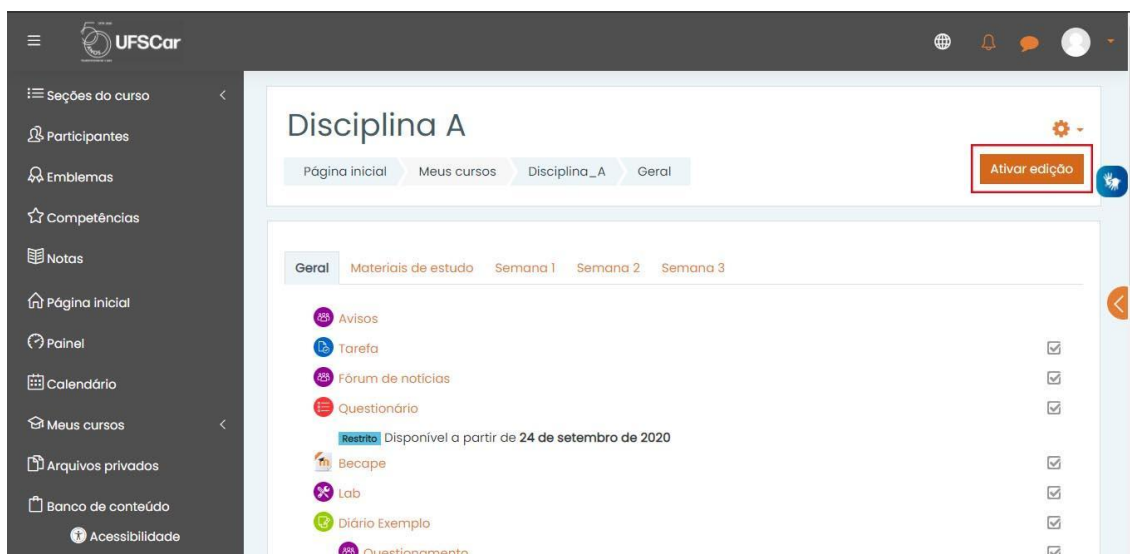 UFSCar
Seções do curso
Participantes
Emblemas
Competências
Notas
Página inicial
Painel
Calendário
Meus cursos
Arquivos privados
Banco de conteúdo
Acessibilidade
Disciplina A
Página inicial Meus cursos Disciplina_A Geral
Ativar edição
Geral Materiais de estudo Semana 1 Semana 2 Semana 3
Avisos
Tarefa
Fórum de notícias
Questionário
Restrito Disponível a partir de 24 de setembro de 2020
Becape
Lab
Diário Exemplo
Questionamento